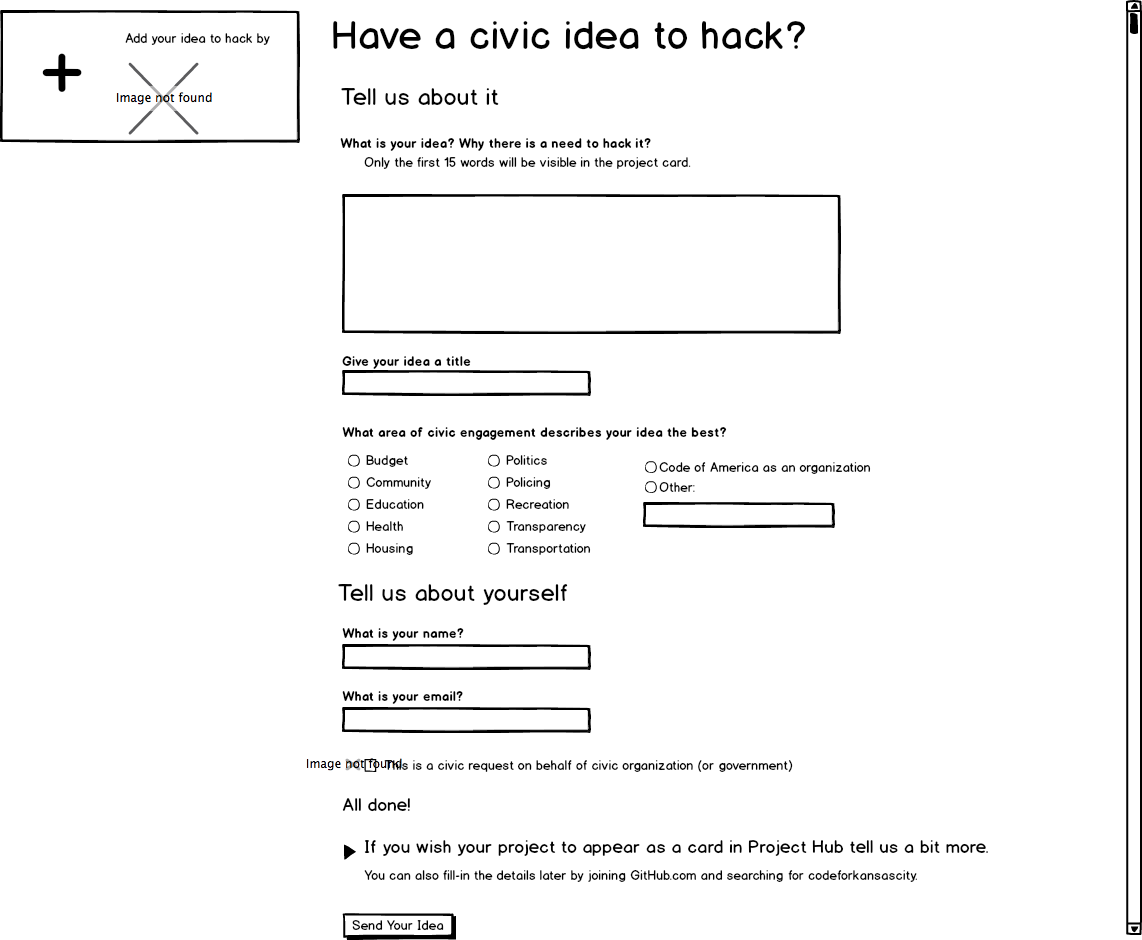 Add your idea to hack by
Image not found
Have a civic idea to hack?
Tell us about it
What is your idea? Why there is a need to hack it?
Only the first 15 words will be visible in the project card.
Give your idea a title
What area of civic engagement describes your idea the best?
Budget
Community
Education
Health
Housing
Politics
Policing
Recreation
Transparency
Transportation
Code of America as an organization
Other:
Tell us about yourself
What is your name?
What is your email?
Image not found
This is a civic request on behalf of civic organization (or government)
All done!
If you wish your project to appear as a card in Project Hub tell us a bit more.
You can also fill-in the details later by joining GitHub.com and searching for codeforkansascity.
Send Your Idea